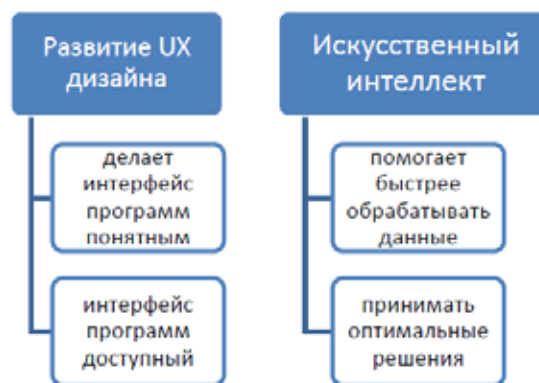 Развитие UX
дизайна
делает
интерфейс
программ
понятным
интерфейс
программ
доступный
Искусственный
интеллект
помогает
быстрее
обрабатывать
данные
принимать
оптимальные
решения